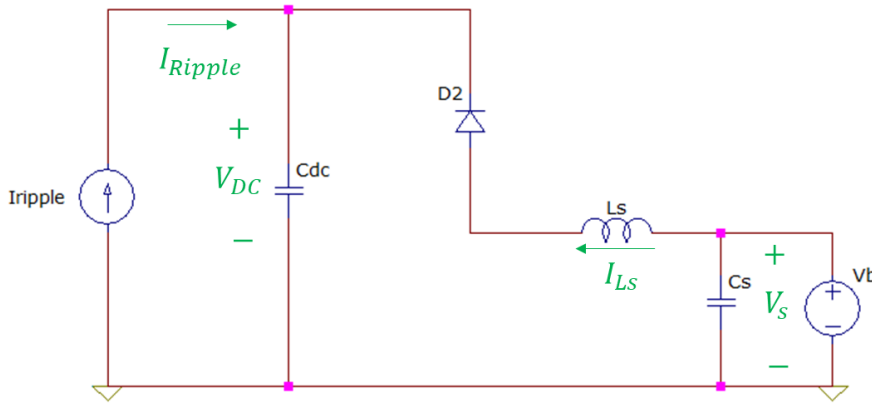 I_Ripple
D2
+
Cdc
V_DC
Iripple
−
Ls
I_Ls
+
Cs
Vb
V_s
+
−
−